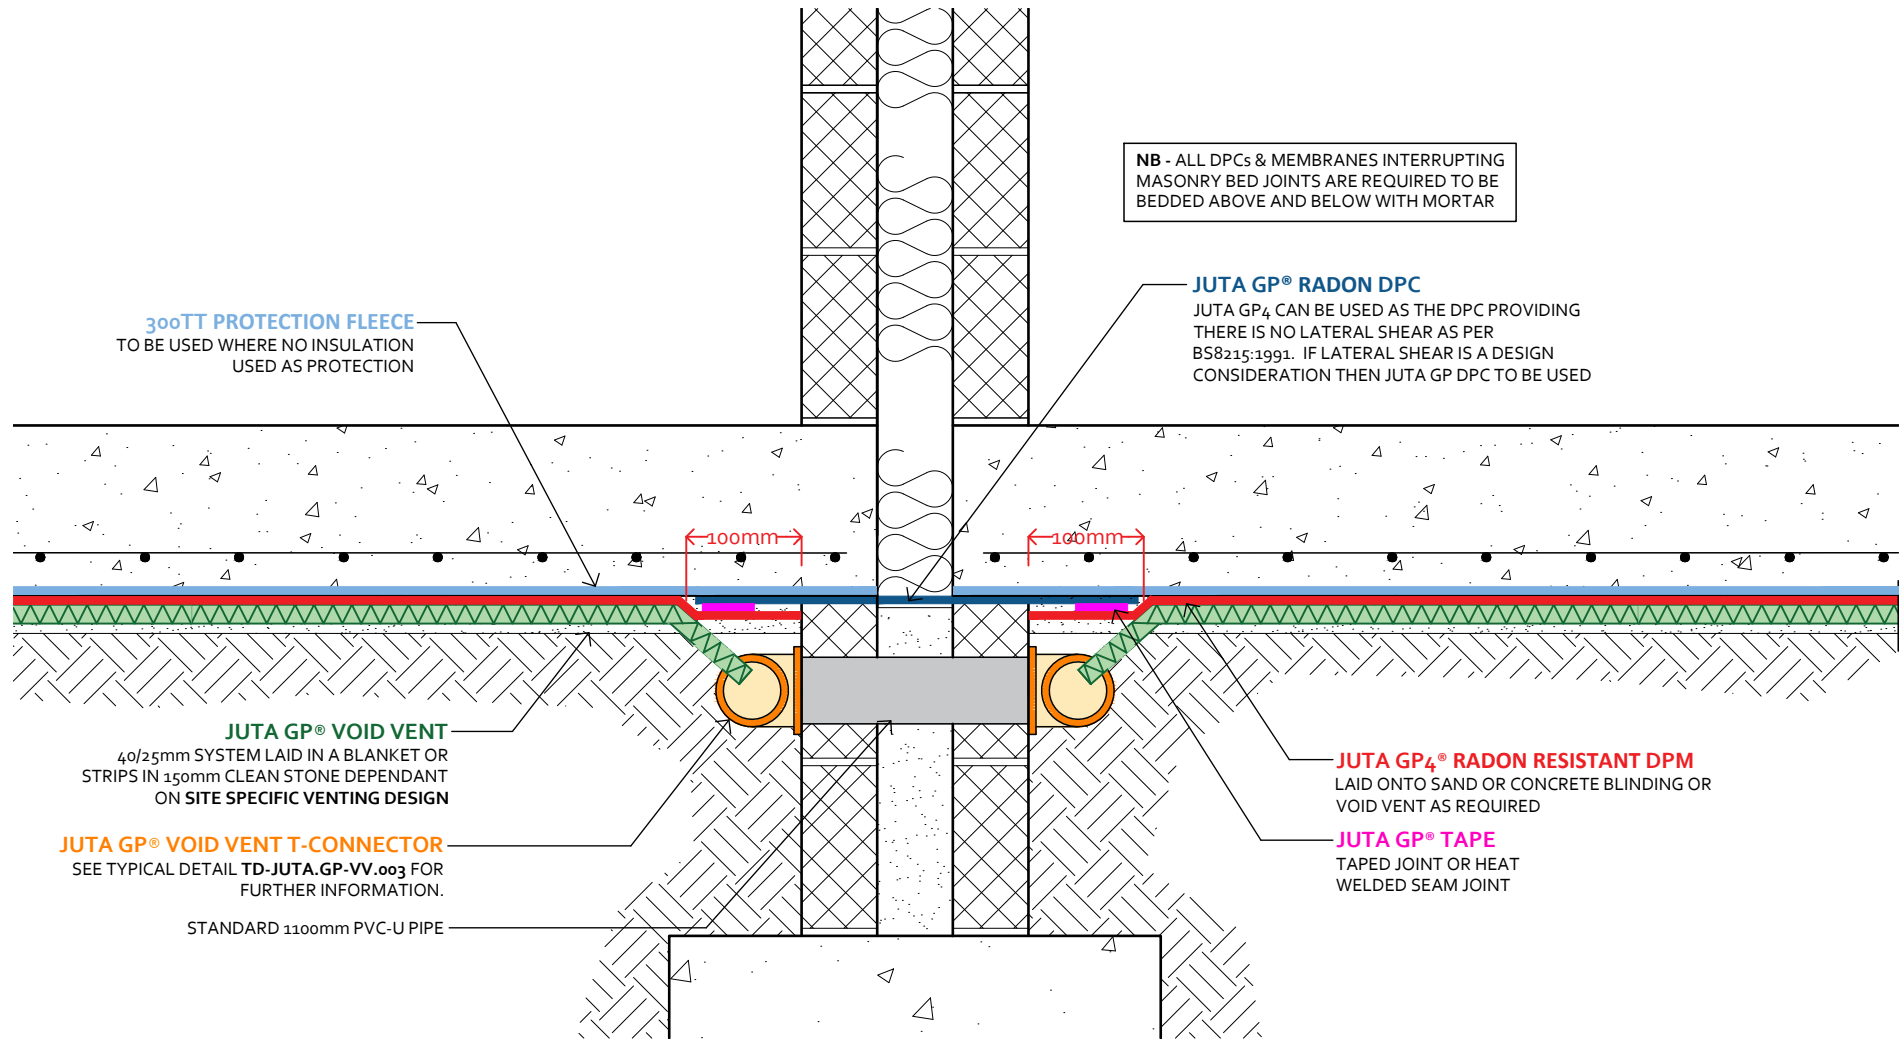 NB - ALL DPCs & MEMBRANES INTERRUPTING
MASONRY BED JOINTS ARE REQUIRED TO BE
BEDDED ABOVE AND BELOW WITH MORTAR
JUTA GP® RADON DPC
JUTA GP4 CAN BE USED AS THE DPC PROVIDING
THERE IS NO LATERAL SHEAR AS PER
BS8215:1991. IF LATERAL SHEAR IS A DESIGN
CONSIDERATION THEN JUTA GP DPC TO BE USED
300TT PROTECTION FLEECE
TO BE USED WHERE NO INSULATION
USED AS PROTECTION
100mm
100mm
JUTA GP® VOID VENT
40/25mm SYSTEM LAID IN A BLANKET OR
STRIPS IN 150mm CLEAN STONE DEPENDANT
ON SITE SPECIFIC VENTING DESIGN
JUTA GP® VOID VENT T-CONNECTOR
SEE TYPICAL DETAIL TD-JUTA.GP-VV.003 FOR
FURTHER INFORMATION.
STANDARD 1100mm PVC-U PIPE
JUTA GP4® RADON RESISTANT DPM
LAID ONTO SAND OR CONCRETE BLINDING OR
VOID VENT AS REQUIRED
JUTA GP® TAPE
TAPED JOINT OR HEAT
WELDED SEAM JOINT